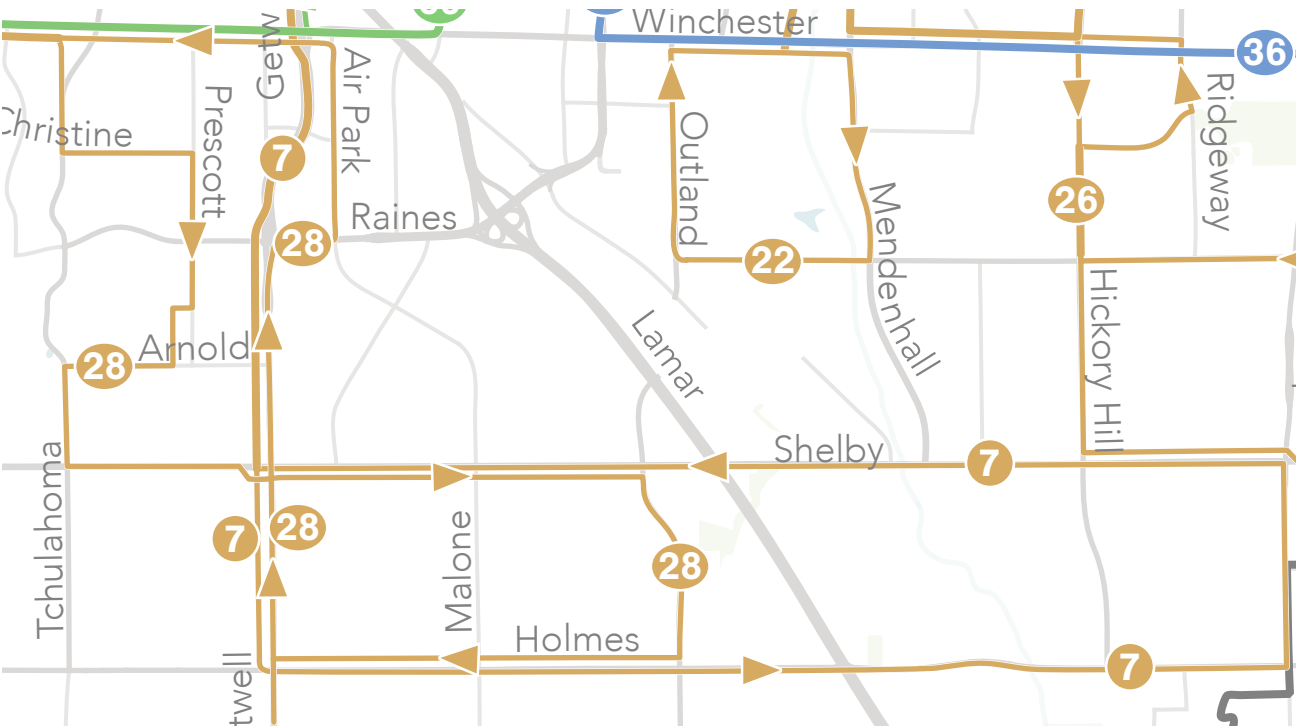 Winchester
36
Getw
Air Park
Christine
Prescott
7
Outland
Ridgeway
26
Mendenhall
Raines
28
22
Hickory Hill
Lamar
Arnold
28
Shelby
7
Tchulahoma
7
28
Malone
28
Holmes
7
twell